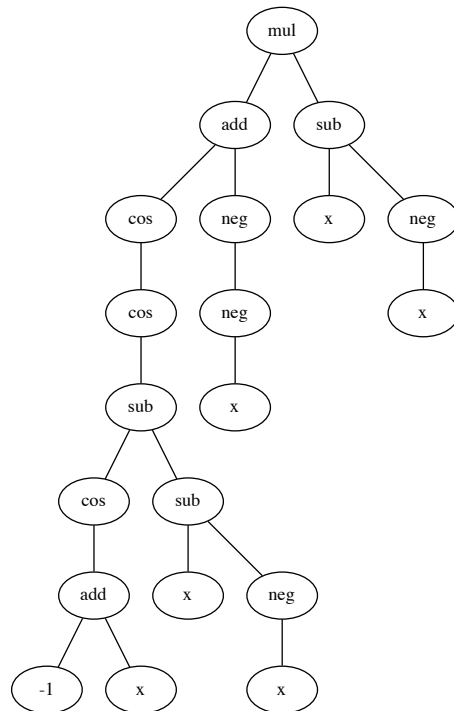 mul
add sub
cos neg x neg
cos neg x
sub x
cos sub
add x neg
-1 x x